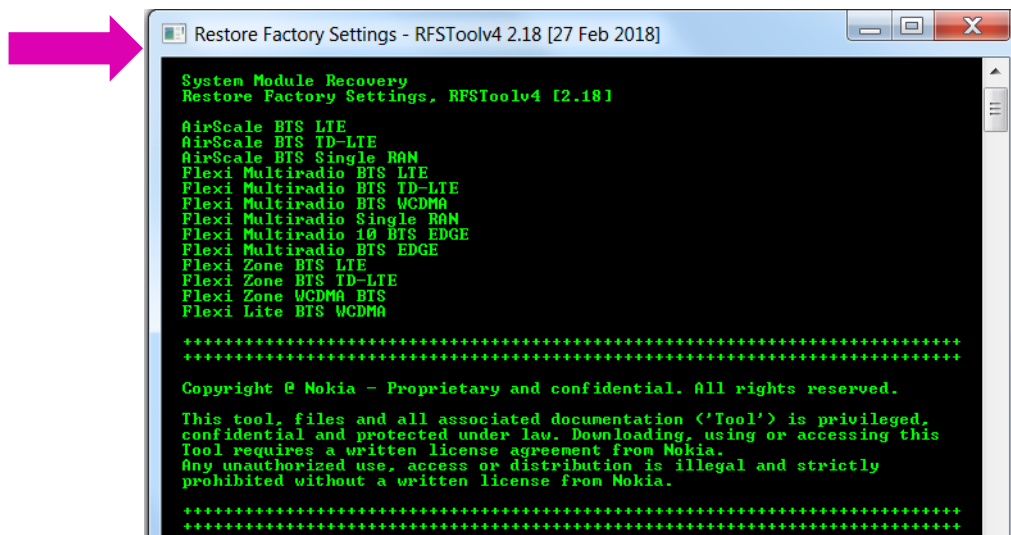 Restore Factory Settings - RFSToolv4 2.18 [27 Feb 2018]
System Module Recovery
Restore Factory Settings, RFSToolv4 [2.18]
AirScale BTS LTE
AirScale BTS TD-LTE
AirScale BTS Single RAN
Flexi Multiradio BTS LTE
Flexi Multiradio BTS TD-LTE
Flexi Multiradio BTS WCDMA
Flexi Multiradio Single RAN
Flexi Multiradio 10 BTS EDGE
Flexi Multiradio BTS EDGE
Flexi Zone BTS LTE
Flexi Zone BTS TD-LTE
Flexi Zone WCDMA BTS
Flexi Lite BTS WCDMA
+++++++++++++++++++++++++++++++++++++++++++++++++++++++++++++++++++++++++++
+++++++++++++++++++++++++++++++++++++++++++++++++++++++++++++++++++++++++++
Copyright @ Nokia - Proprietary and confidential. All rights reserved.
This tool, files and all associated documentation ('Tool') is privileged,
confidential and protected under law. Downloading, using or accessing this
Tool requires a written license agreement from Nokia.
Any unauthorized use, access or distribution is illegal and strictly
prohibited without a written license from Nokia.
+++++++++++++++++++++++++++++++++++++++++++++++++++++++++++++++++++++++++++
+++++++++++++++++++++++++++++++++++++++++++++++++++++++++++++++++++++++++++